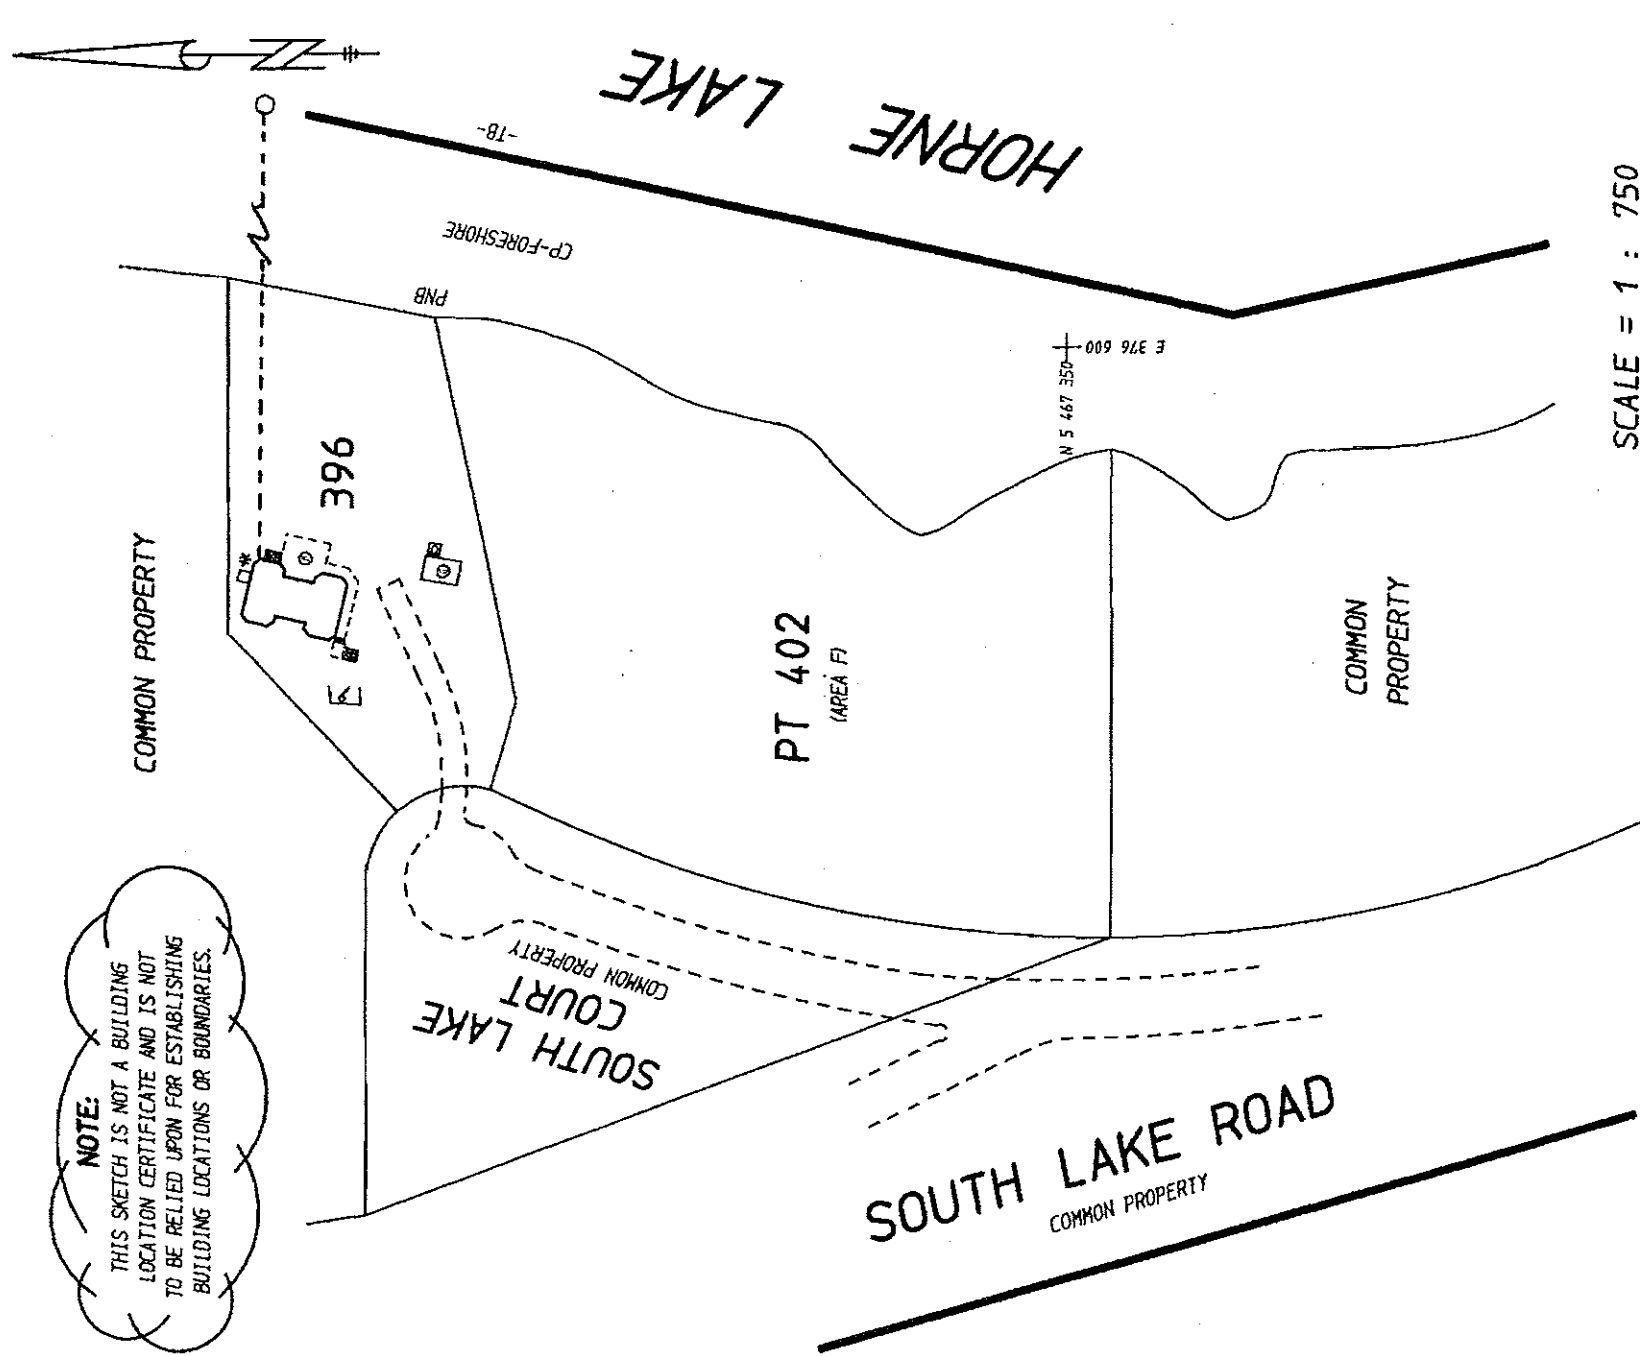 HORNE LAKE
-TB-
CP-FORESHORE
PNB
N 5 467 350
E 376 600
SCALE = 1 : 750
396
COMMON PROPERTY
PT 402
(AREA F)
COMMON
PROPERTY
SOUTH LAKE
COURT
COMMON PROPERTY
SOUTH LAKE ROAD
COMMON PROPERTY
NOTE:
THIS SKETCH IS NOT A BUILDING
LOCATION CERTIFICATE AND IS NOT
TO BE RELIED UPON FOR ESTABLISHING
BUILDING LOCATIONS OR BOUNDARIES.